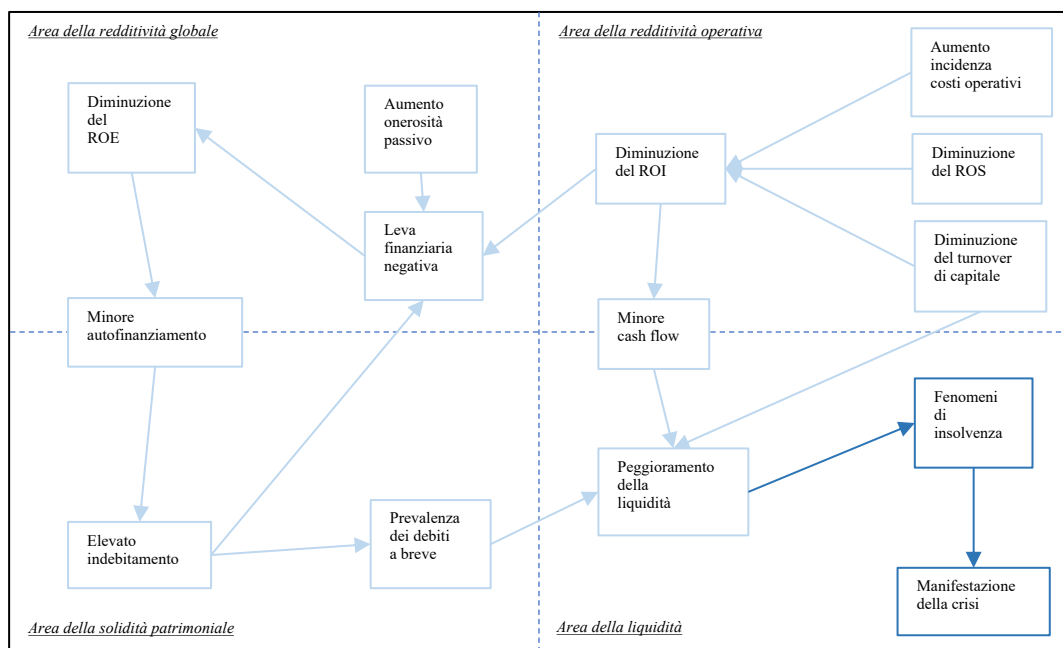 Area della redditività globale
Area della redditività operativa
Aumento
incidenza
costi operativi
Diminuzione
del
ROE
Aumento
onerosità
passivo
Diminuzione
del ROI
Diminuzione
del ROS
Leva
finanziaria
negativa
Diminuzione
del turnover
di capitale
Minore
autofinanziamento
Minore
cash flow
Fenomeni
di
insolvenza
Peggioramento
della
liquidità
Elevato
indebitamento
Prevalenza
dei debiti
a breve
Manifestazione
della crisi
Area della solidità patrimoniale
Area della liquidità